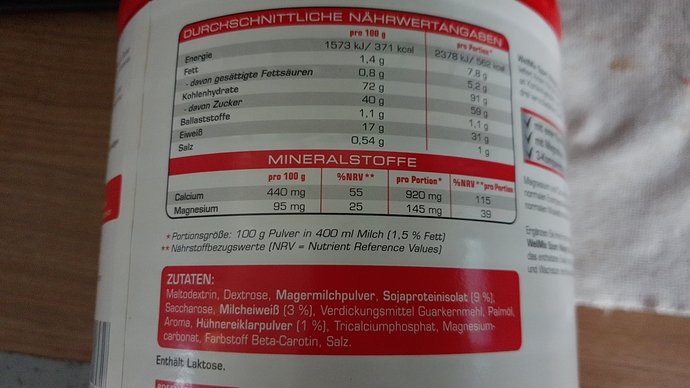 DURCHSCHNITTLICHE NÄHRWERTANGABEN
pro 100 g pro Portion*
Energie 1573 kJ/ 371 kcal 2378 kJ/ 562 kcal
Fett 1,4 g 7,8 g
- davon gesättigte Fettsäuren 0,8 g 5,2 g
Kohlenhydrate 72 g 91 g
- davon Zucker 40 g 59 g
Ballaststoffe 1,1 g 1,1 g
Eiweiß 17 g 31 g
Salz 0,54 g 1 g
MINERALSTOFFE
pro 100 g %NRV** pro Portion* %NRV**pro Portion
Calcium 440 mg 55 920 mg 115
Magnesium 95 mg 25 145 mg 39
*Portionsgröße: 100 g Pulver in 400 ml Milch (1,5 % Fett)
**Nährstoffbezugswerte (NRV = Nutrient Reference Values)
ZUTATEN:
Maltodextrin, Dextrose, Magermilchpulver, Sojaproteinisolat (9 %),
Saccharose, Milcheiweiß (3 %), Verdickungsmittel Guarkernmehl, Palmöl,
Aroma, Hühnereiklarpulver (1 %), Tricalciumphosphat, Magnesium-
carbonat, Farbstoff Beta-Carotin, Salz.
Enthält Laktose.